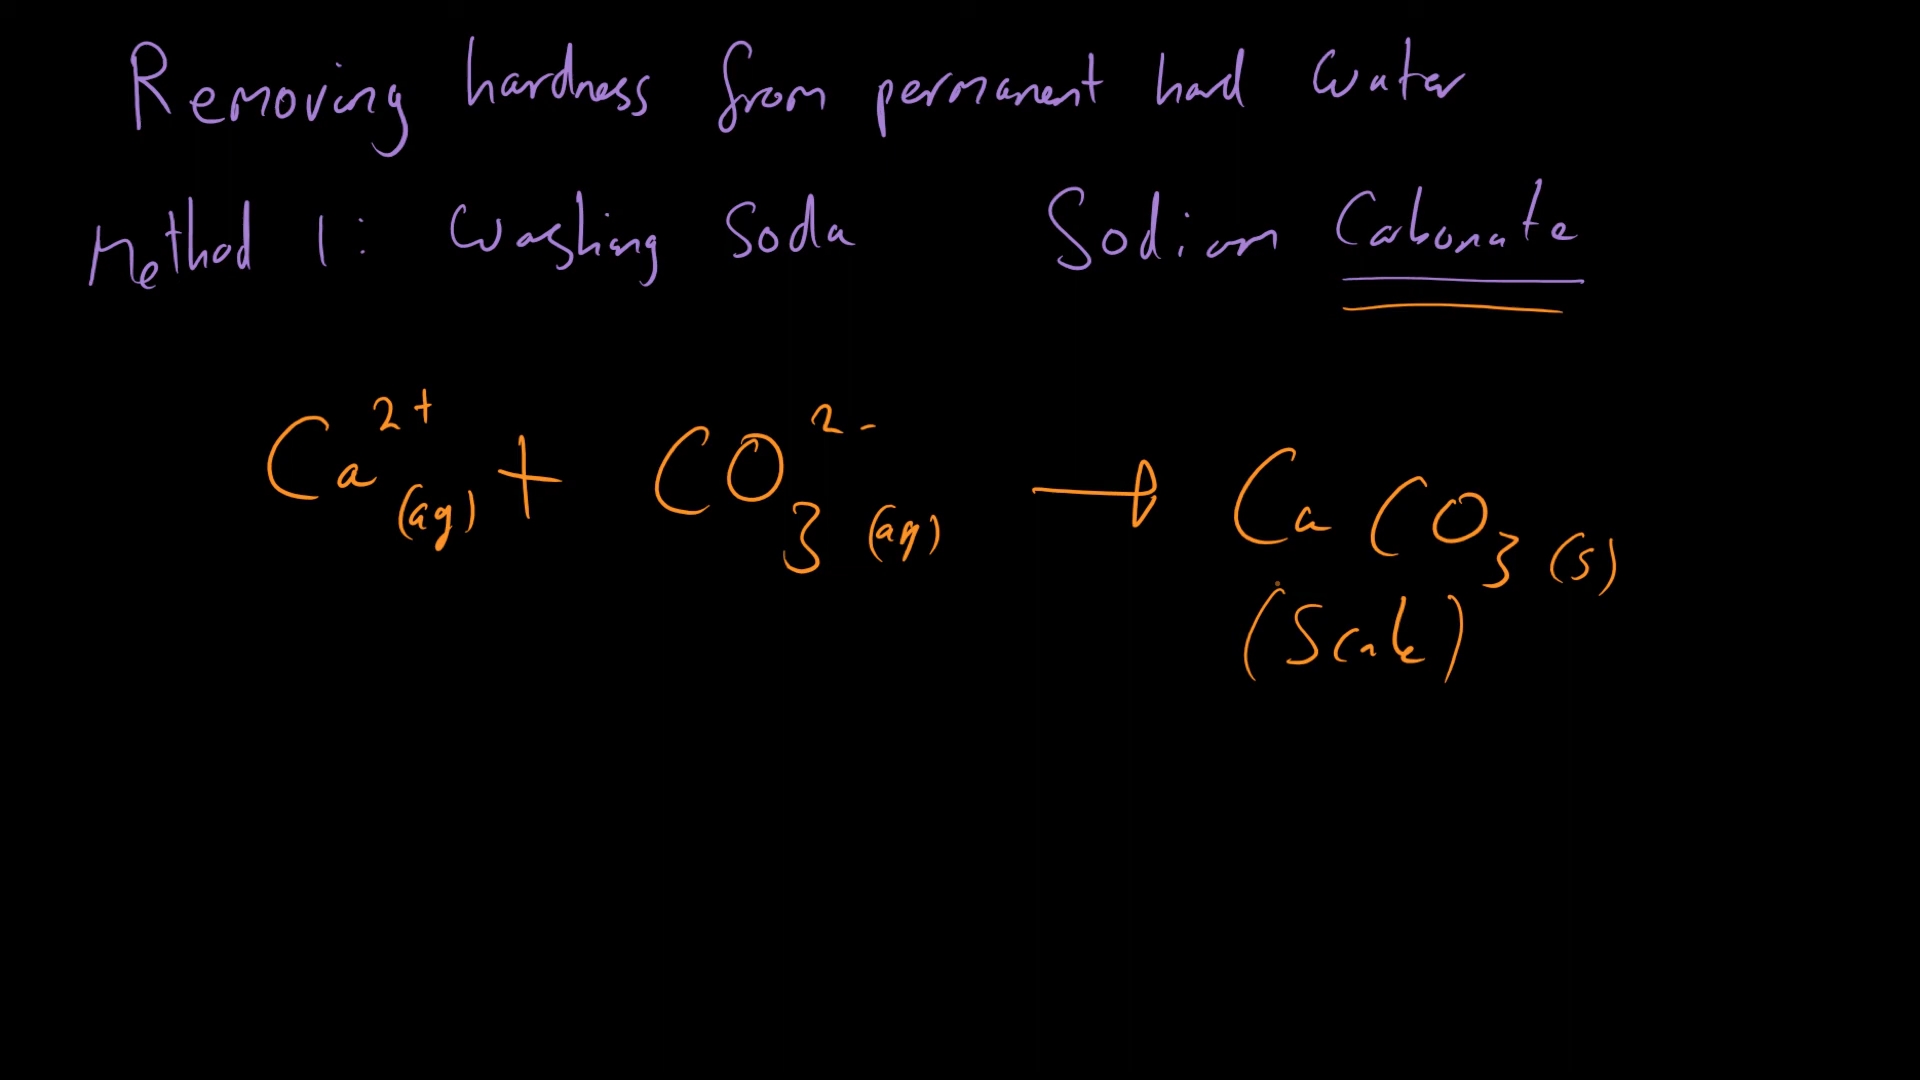 Removing hardness from permanent hard water
Method 1: Washing Soda Sodium Carbonate
Ca²⁺(aq) + CO₃²⁻(aq) → CaCO₃(s)
(Scale)